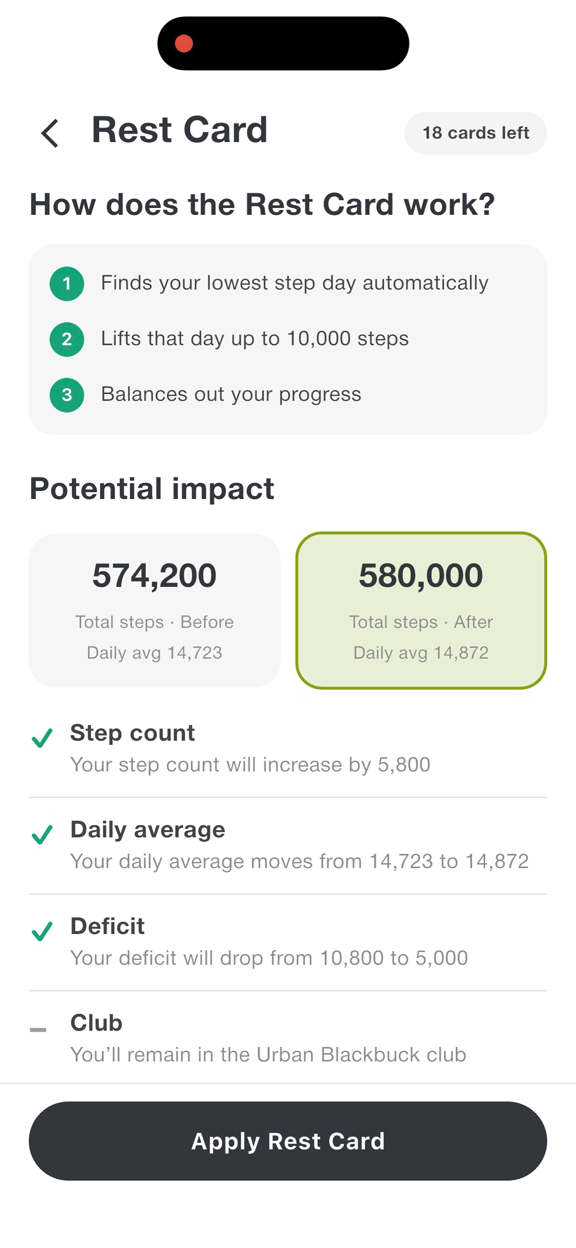 Rest Card
18 cards left
How does the Rest Card work?
1 Finds your lowest step day automatically
2 Lifts that day up to 10,000 steps
3 Balances out your progress
Potential impact
574,200
Total steps · Before
Daily avg 14,723
580,000
Total steps · After
Daily avg 14,872
Step count
Your step count will increase by 5,800
Daily average
Your daily average moves from 14,723 to 14,872
Deficit
Your deficit will drop from 10,800 to 5,000
Club
You’ll remain in the Urban Blackbuck club
Apply Rest Card